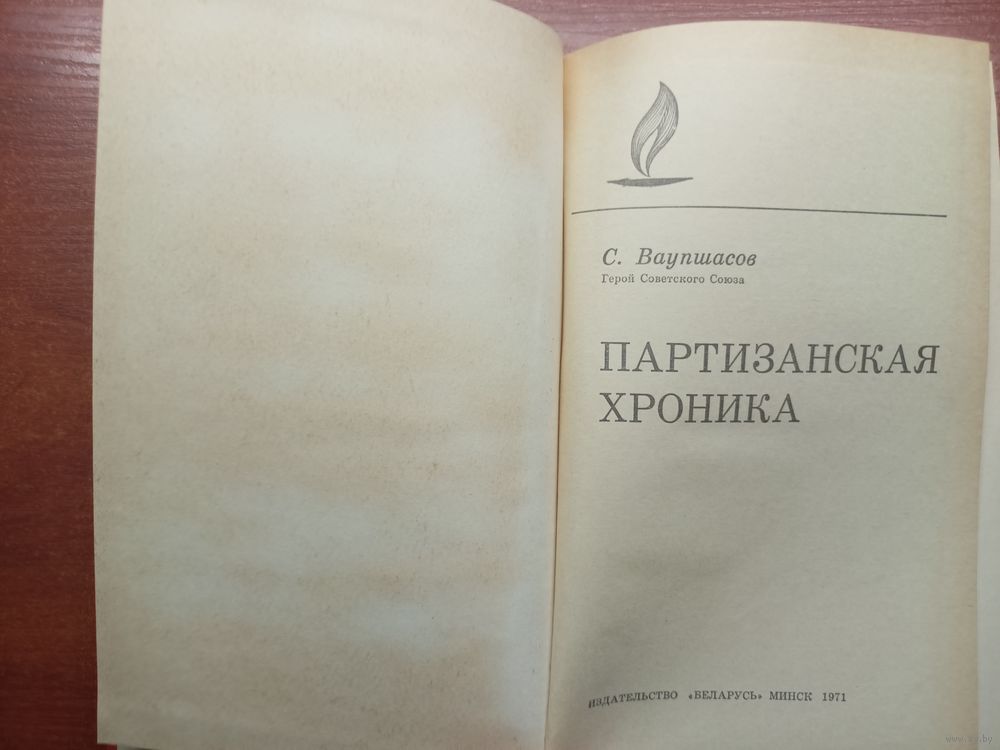 С. Ваупшасов
Герой Советского Союза
ПАРТИЗАНСКАЯ
ХРОНИКА
ИЗДАТЕЛЬСТВО «БЕЛАРУСЬ» МИНСК 1971